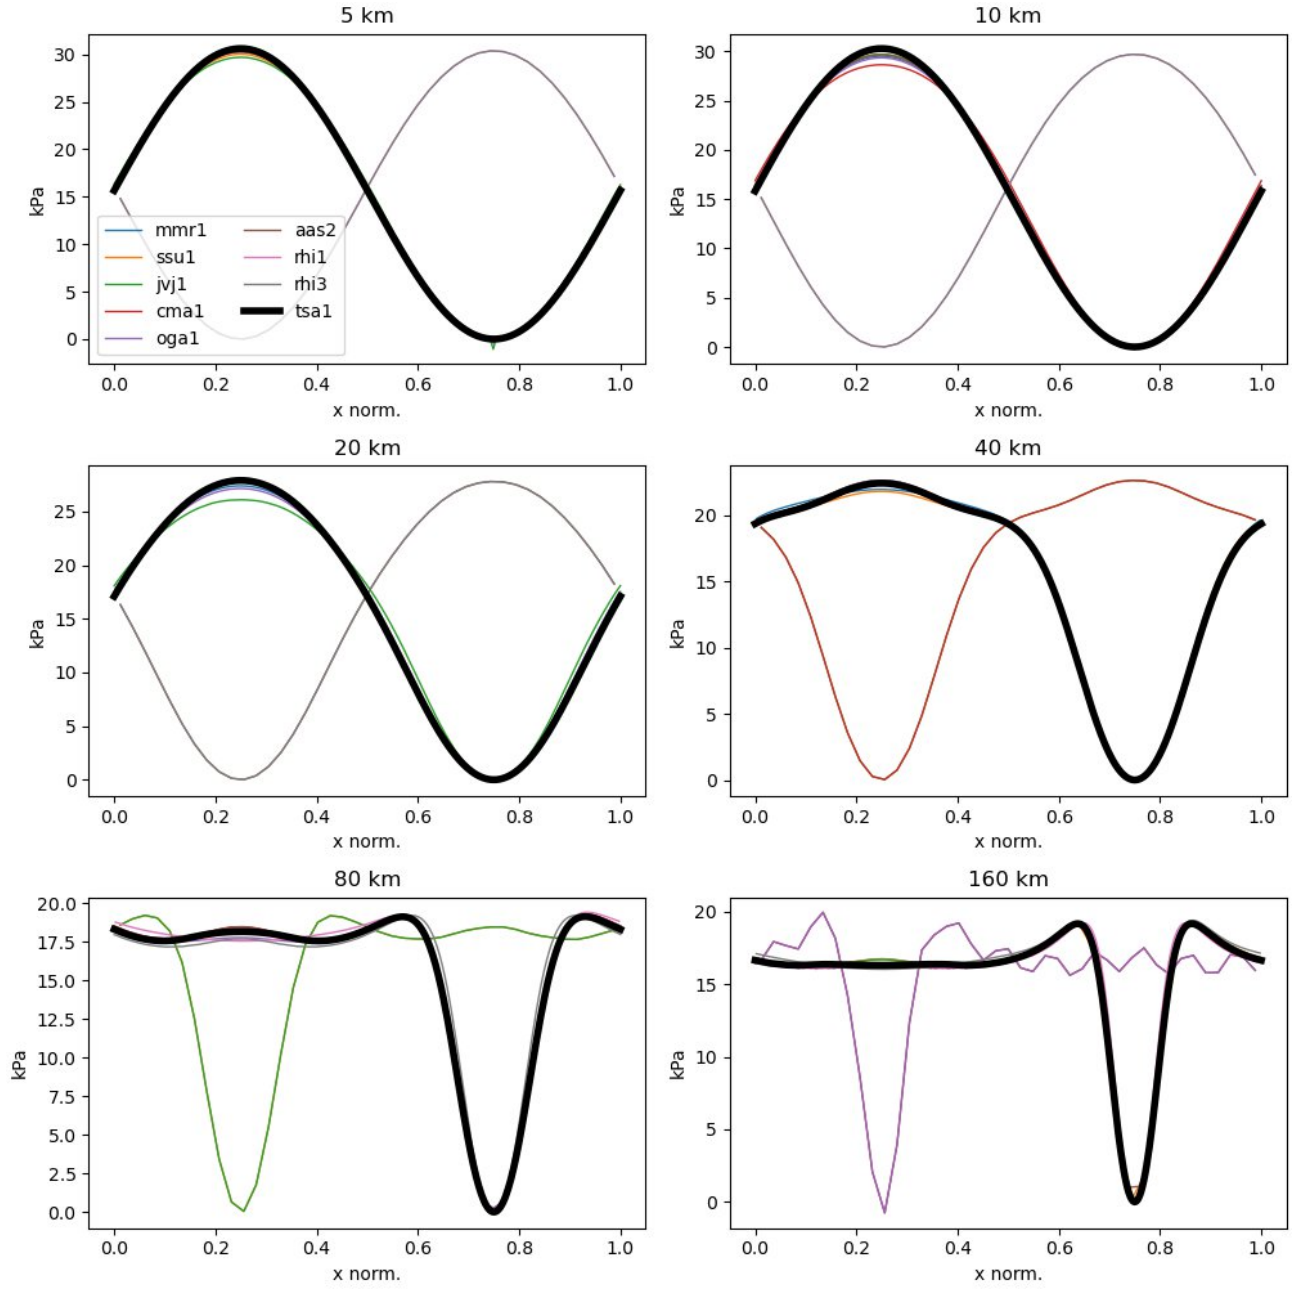 5 km
30
25
20
15
10
5
0
kPa
mmr1
ssu1
jvj1
cma1
oga1
aas2
rhi1
rhi3
tsa1
0.0 0.2 0.4 0.6 0.8 1.0
x norm.
10 km
30
25
20
15
10
5
0
kPa
0.0 0.2 0.4 0.6 0.8 1.0
x norm.
20 km
25
20
15
10
5
0
kPa
0.0 0.2 0.4 0.6 0.8 1.0
x norm.
40 km
20
15
10
5
0
kPa
0.0 0.2 0.4 0.6 0.8 1.0
x norm.
80 km
20.0
17.5
15.0
12.5
10.0
7.5
5.0
2.5
0.0
kPa
0.0 0.2 0.4 0.6 0.8 1.0
x norm.
160 km
20
15
10
5
0
kPa
0.0 0.2 0.4 0.6 0.8 1.0
x norm.